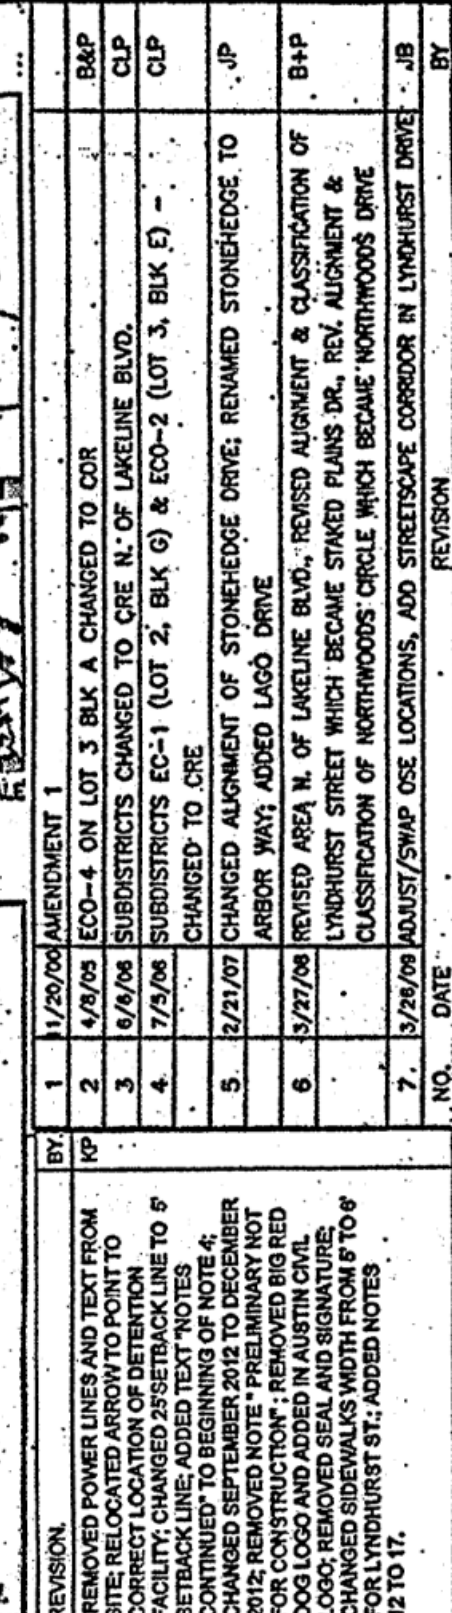 REVISION. BY.
REMOVED POWER LINES AND TEXT FROM KP
SITE; RELOCATED ARROW TO POINT TO
CORRECT LOCATION OF DETENTION
FACILITY; CHANGED 25'SETBACK LINE TO 5'
SETBACK LINE; ADDED TEXT "NOTES
CONTINUED" TO BEGINNING OF NOTE 4;
CHANGED SEPTEMBER 2012 TO DECEMBER
2012; REMOVED NOTE " PRELIMINARY NOT
FOR CONSTRUCTION" ; REMOVED BIG RED
DOG LOGO AND ADDED IN AUSTIN CIVIL
LOGO; REMOVED SEAL AND SIGNATURE;
CHANGED SIDEWALKS WIDTH FROM 5' TO 6'
FOR LYNDHURST ST.; ADDED NOTES
12 TO 17.
1 11/20/00 AMENDMENT 1
2 4/8/05 ECO-4 ON LOT 3 BLK A CHANGED TO COR B&P
3 6/6/06 SUBDISTRICTS CHANGED TO CRE N. OF LAKELINE BLVD. CLP
4. 7/5/06 SUBDISTRICTS EC-1 (LOT 2, BLK G) & ECO-2 (LOT 3, BLK E) - CLP
CHANGED TO CRE
5. 2/21/07 CHANGED ALIGNMENT OF STONEHEDGE DRIVE; RENAMED STONEHEDGE TO JP
ARBOR WAY; ADDED LAGO DRIVE
6 3/27/08 REVISED AREA N. OF LAKELINE BLVD., REVISED ALIGNMENT & CLASSIFICATION OF B+P
LYNDHURST STREET WHICH BECAME STAKED PLAINS DR., REV. ALIGNMENT &
CLASSIFICATION OF NORTHWOODS CIRCLE WHICH BECAME NORTHWOODS DRIVE
7. 3/26/09 ADJUST/SWAP OSE LOCATIONS, ADD STREETSCAPE CORRIDOR IN LYNDHURST DRIVE JB
NO. DATE REVISION BY